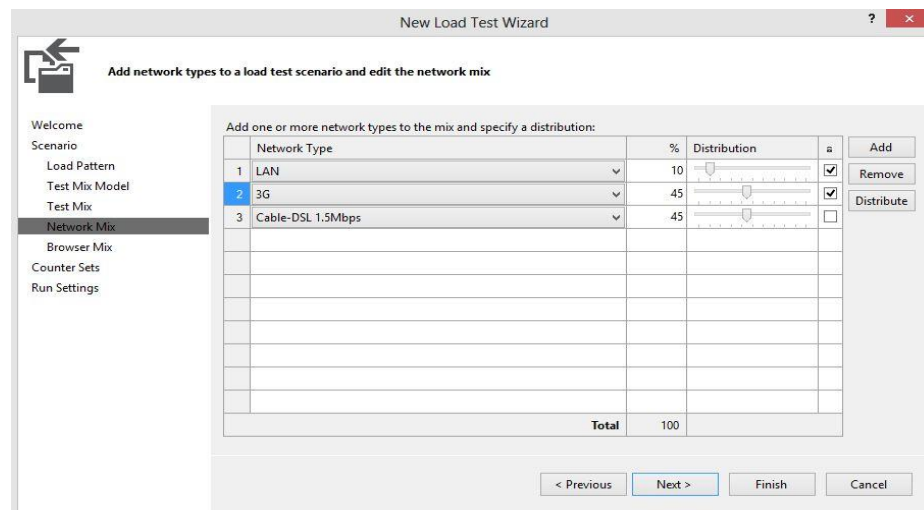 New Load Test Wizard
?
Add network types to a load test scenario and edit the network mix
Welcome
Scenario
Load Pattern
Test Mix Model
Test Mix
Network Mix
Browser Mix
Counter Sets
Run Settings
Add one or more network types to the mix and specify a distribution:
Network Type % Distribution
1 LAN 10
2 3G 45
3 Cable-DSL 1.5Mbps 45
Total 100
Add
Remove
Distribute
< Previous Next > Finish Cancel